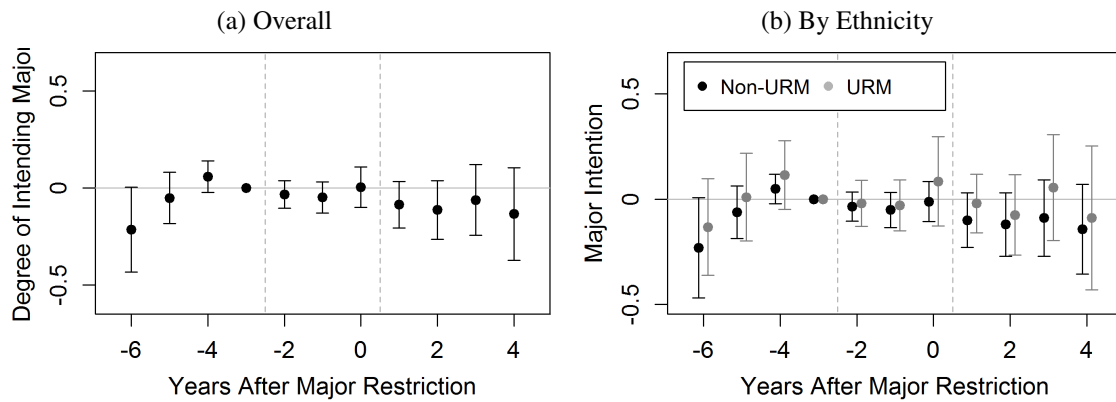 (a) Overall
Degree of Intending Major
0.5
0
-0.5
-6 -4 -2 0 2 4
Years After Major Restriction
(b) By Ethnicity
Non-URM URM
Major Intention
0.5
0
-0.5
-6 -4 -2 0 2 4
Years After Major Restriction